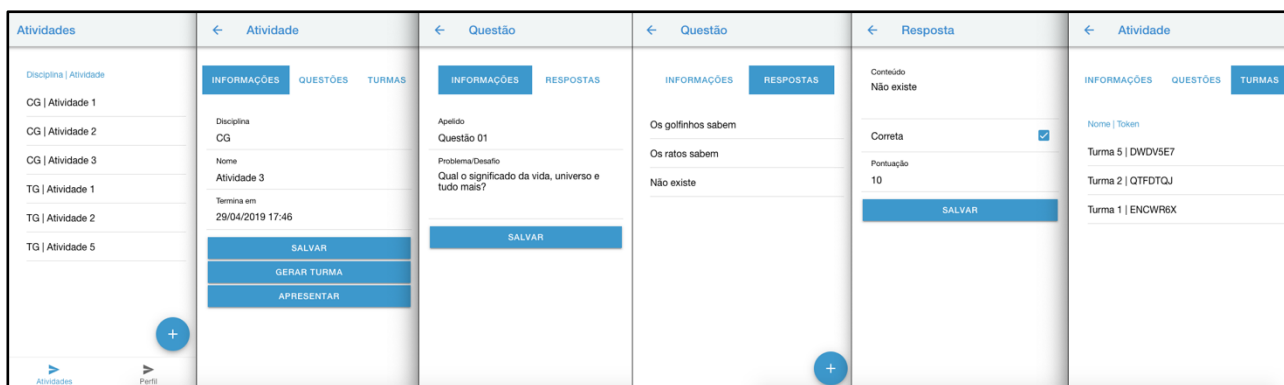 Atividades
Disciplina | Atividade
CG | Atividade 1
CG | Atividade 2
CG | Atividade 3
TG | Atividade 1
TG | Atividade 2
TG | Atividade 5
+
Atividades
Perfil
← Atividade
INFORMAÇÕES QUESTÕES TURMAS
Disciplina
CG
Nome
Atividade 3
Termina em
29/04/2019 17:46
SALVAR
GERAR TURMA
APRESENTAR
← Questão
INFORMAÇÕES RESPOSTAS
Apelido
Questão 01
Problema/Desafio
Qual o significado da vida, universo e
tudo mais?
SALVAR
← Questão
INFORMAÇÕES RESPOSTAS
Os golfinhos sabem
Os ratos sabem
Não existe
+
← Resposta
Conteúdo
Não existe
Correta
Pontuação
10
SALVAR
← Atividade
INFORMAÇÕES QUESTÕES TURMAS
Nome | Token
Turma 5 | DWDV5E7
Turma 2 | QTFDTQJ
Turma 1 | ENCWR6X